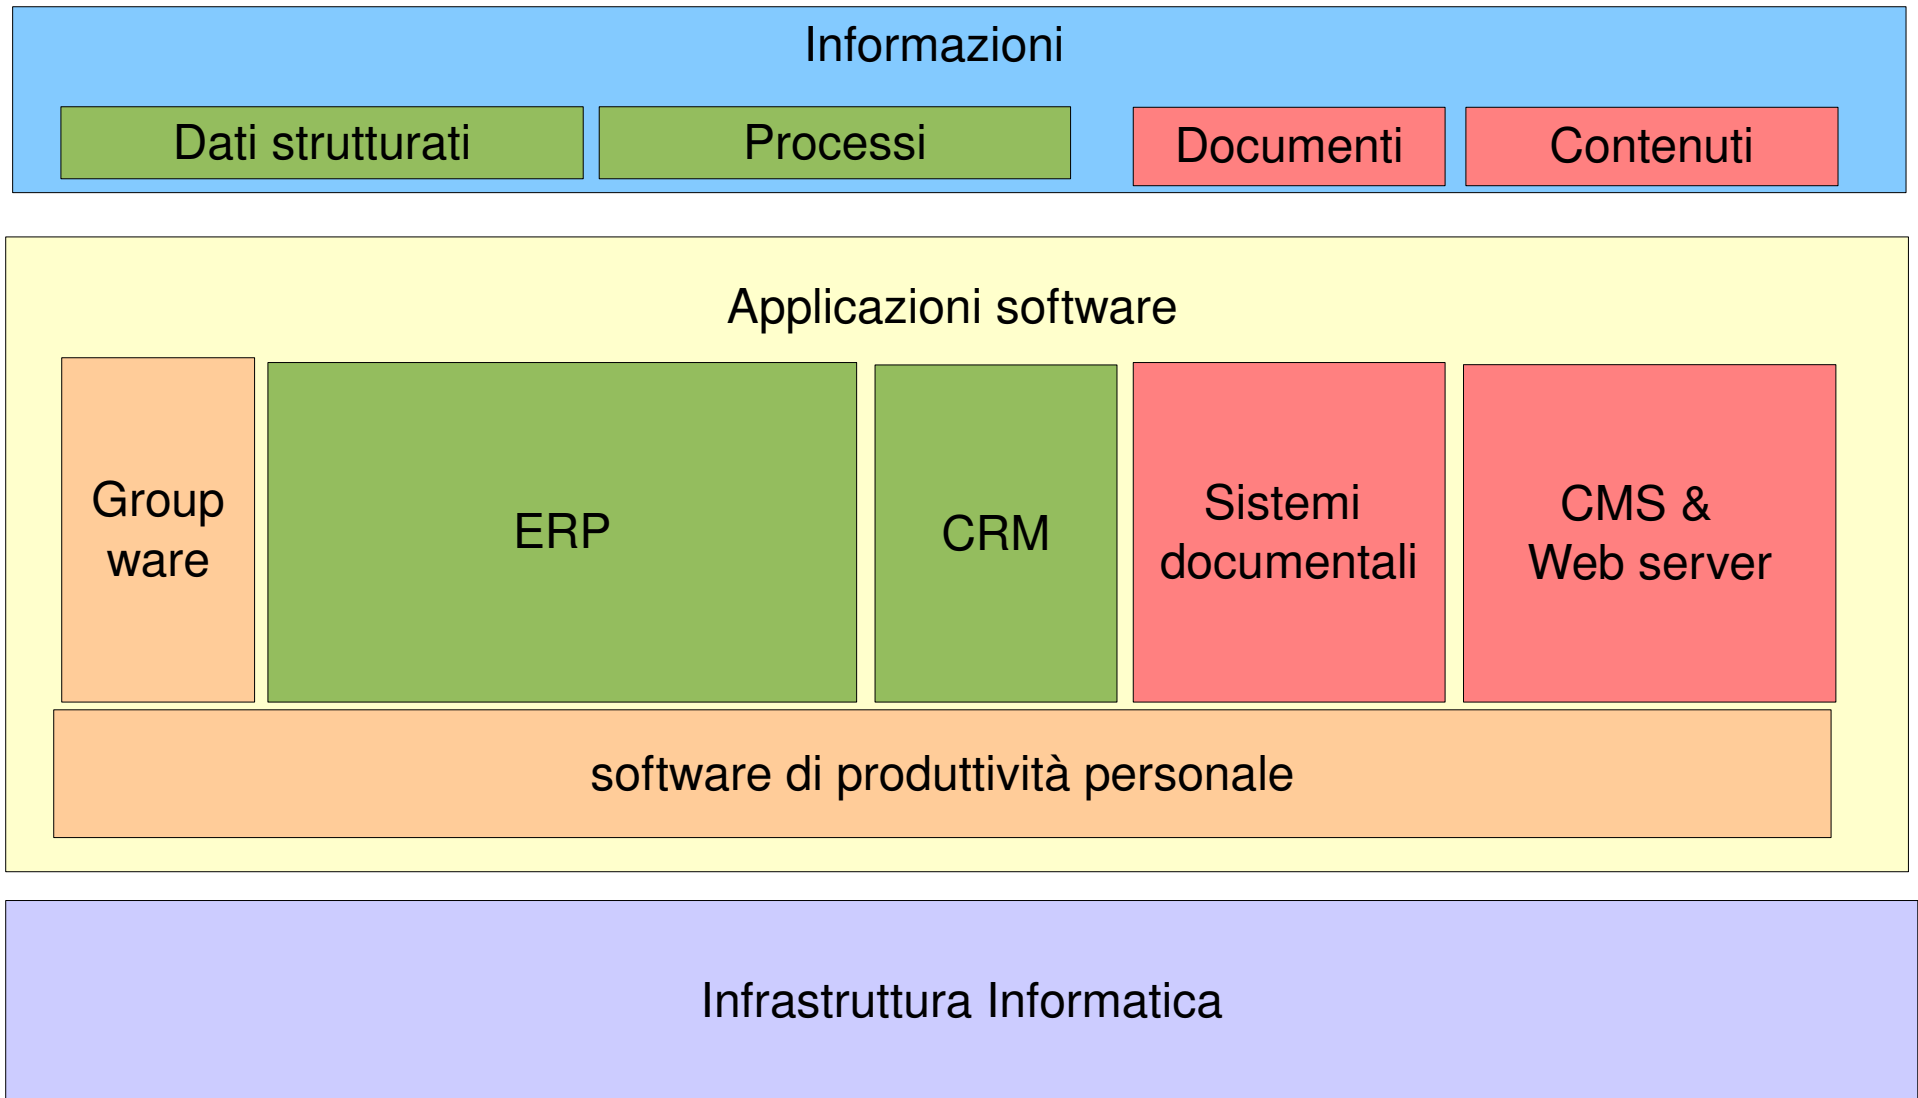 Informazioni
Dati strutturati
Processi
Documenti
Contenuti
Applicazioni software
Group
ware
ERP
CRM
Sistemi
documentali
CMS &
Web server
software di produttività personale
Infrastruttura Informatica